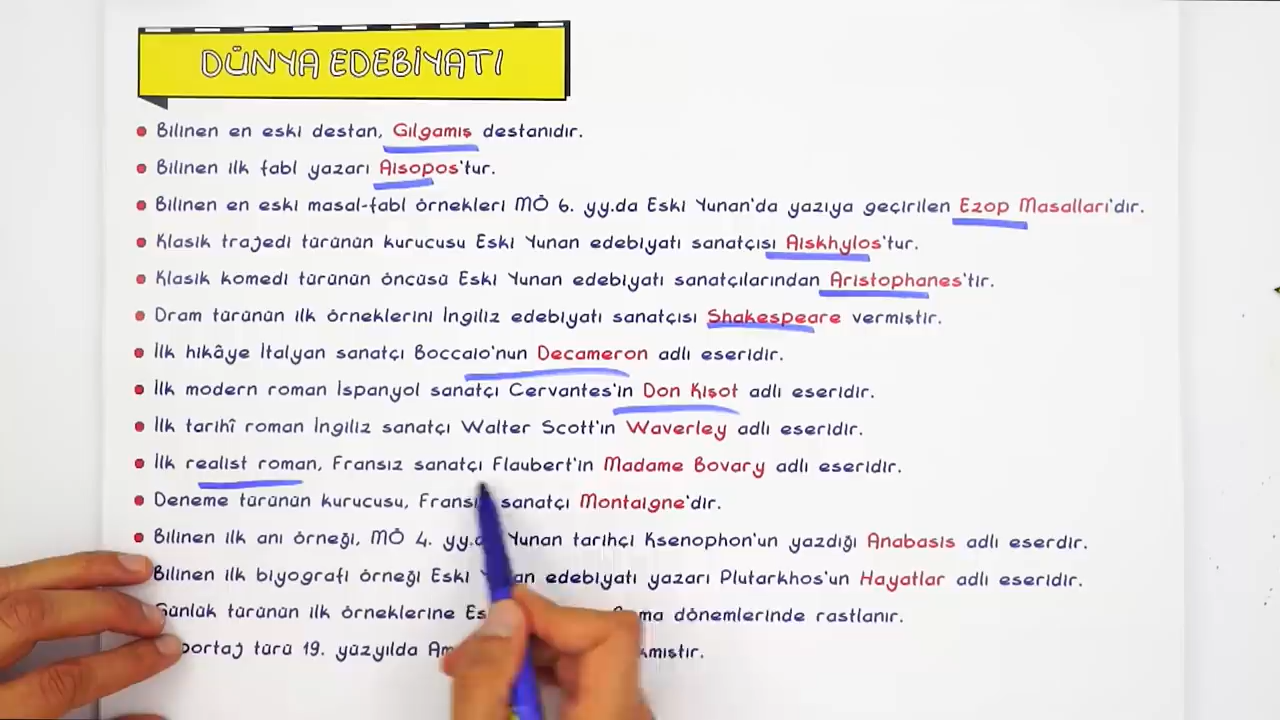 DÜNYA EDEBİYATI
Bilinen en eski destan, Gılgamış destanıdır.
Bilinen ilk fabl yazarı Aisopos'tur.
Bilinen en eski masal-fabl örnekleri MÖ 6. yy.da Eski Yunan'da yazıya geçirilen Ezop Masalları'dır.
Klasik trajedi türünün kurucusu Eski Yunan edebiyatı sanatçısı Aiskhylos'tur.
Klasik komedi türünün öncüsü Eski Yunan edebiyatı sanatçılarından Aristophanes'tir.
Dram türünün ilk örneklerini İngiliz edebiyatı sanatçısı Shakespeare vermiştir.
İlk hikâye İtalyan sanatçı Boccaio'nun Decameron adlı eseridir.
İlk modern roman İspanyol sanatçı Cervantes'in Don Kişot adlı eseridir.
İlk tarihî roman İngiliz sanatçı Walter Scott'ın Waverley adlı eseridir.
İlk realist roman, Fransız sanatçı Flaubert'in Madame Bovary adlı eseridir.
Deneme türünün kurucusu, sanatçı Montaigne'dir.
Bilinen ilk anı örneği, MÖ 4. Yunan tarihçi Ksenophon'un yazdığı Anabasis adlı eserdir.
Bilinen ilk biyografi örneği Eski edebiyatı yazarı Plutarkhos'un Hayatlar adlı eseridir.
Günlük türünün ilk örneklerine dönemlerinde rastlanır.
türü 19. yüzyılda